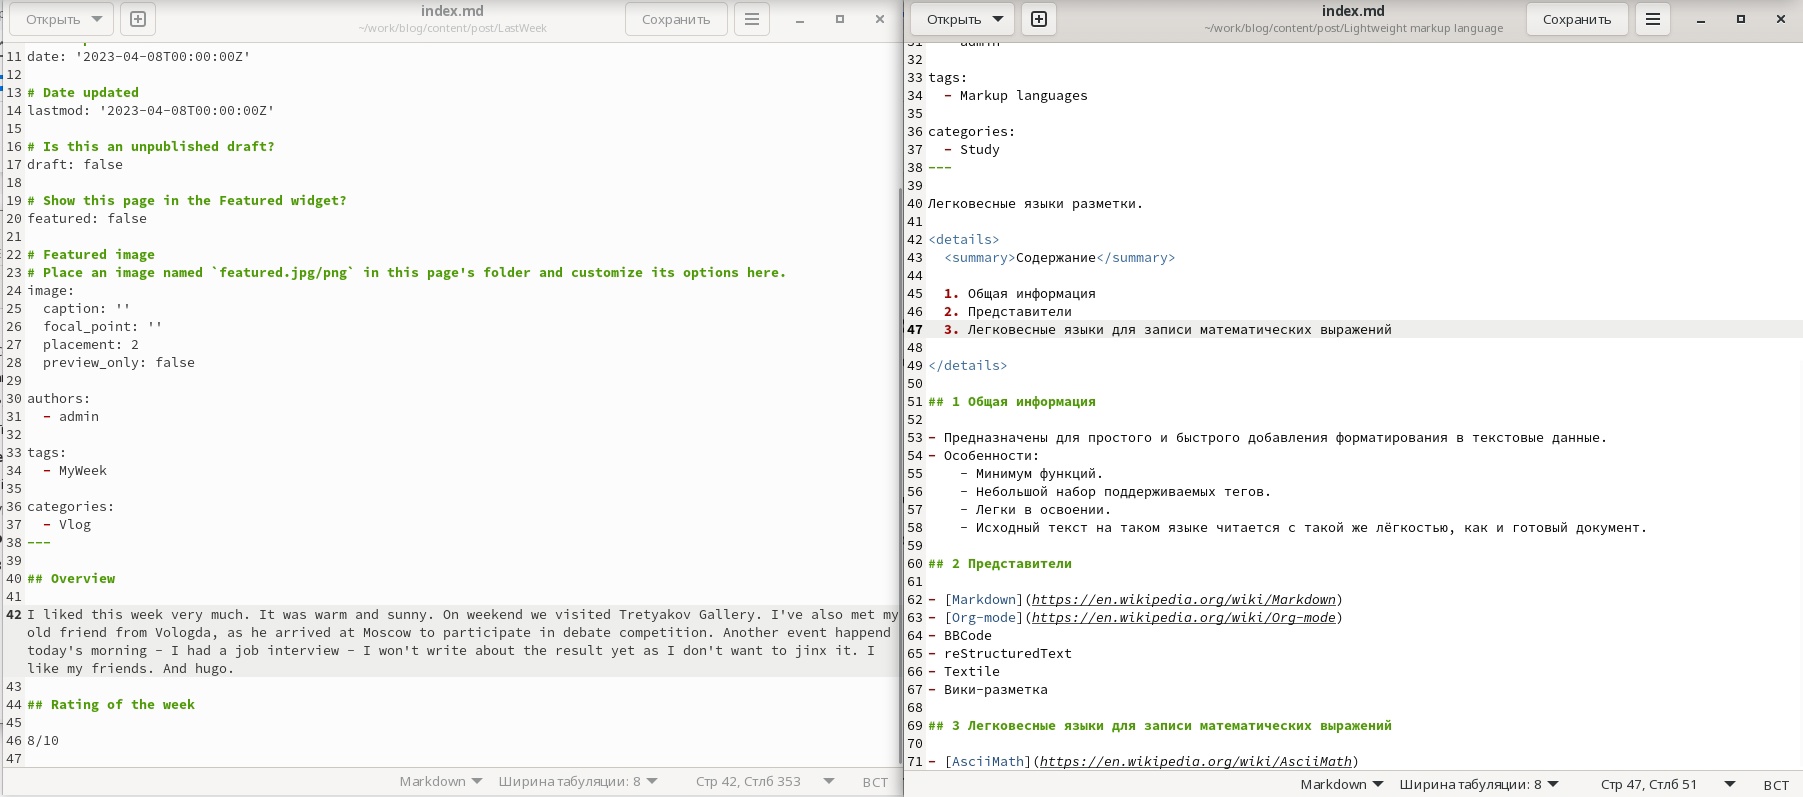 Открыть
index.md
~/work/blog/content/post/LastWeek
Сохранить
11 date: '2023-04-08T00:00:00Z'
12
13 # Date updated
14 lastmod: '2023-04-08T00:00:00Z'
15
16 # Is this an unpublished draft?
17 draft: false
18
19 # Show this page in the Featured widget?
20 featured: false
21
22 # Featured image
23 # Place an image named `featured.jpg/png` in this page's folder and customize its options here.
24 image:
25   caption: ''
26   focal_point: ''
27   placement: 2
28   preview_only: false
29
30 authors:
31   - admin
32
33 tags:
34   - MyWeek
35
36 categories:
37   - Vlog
38 ---
39
40 ## Overview
41
42 I liked this week very much. It was warm and sunny. On weekend we visited Tretyakov Gallery. I've also met my
old friend from Vologda, as he arrived at Moscow to participate in debate competition. Another event happend
today's morning - I had a job interview - I won't write about the result yet as I don't want to jinx it. I
like my friends. And hugo.
43
44 ## Rating of the week
45
46 8/10
47
Markdown Ширина табуляции: 8 Стр 42, Стлб 353 ВСТ
Открыть
index.md
~/work/blog/content/post/Lightweight markup language
Сохранить
31   - admin
32
33 tags:
34   - Markup languages
35
36 categories:
37   - Study
38 ---
39
40 Легковесные языки разметки.
41
42 <details>
43   <summary>Содержание</summary>
44
45   1. Общая информация
46   2. Представители
47   3. Легковесные языки для записи математических выражений
48
49 </details>
50
51 ## 1 Общая информация
52
53 - Предназначены для простого и быстрого добавления форматирования в текстовые данные.
54 - Особенности:
55     - Минимум функций.
56     - Небольшой набор поддерживаемых тегов.
57     - Легки в освоении.
58     - Исходный текст на таком языке читается с такой же лёгкостью, как и готовый документ.
59
60 ## 2 Представители
61
62 - [Markdown](https://en.wikipedia.org/wiki/Markdown)
63 - [Org-mode](https://en.wikipedia.org/wiki/Org-mode)
64 - BBCode
65 - reStructuredText
66 - Textile
67 - Вики-разметка
68
69 ## 3 Легковесные языки для записи математических выражений
70
71 - [AsciiMath](https://en.wikipedia.org/wiki/AsciiMath)
Markdown Ширина табуляции: 8 Стр 47, Стлб 51 ВСТ